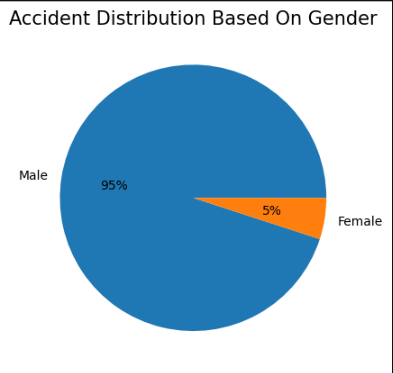 Accident Distribution Based On Gender
Male
95%
5%
Female